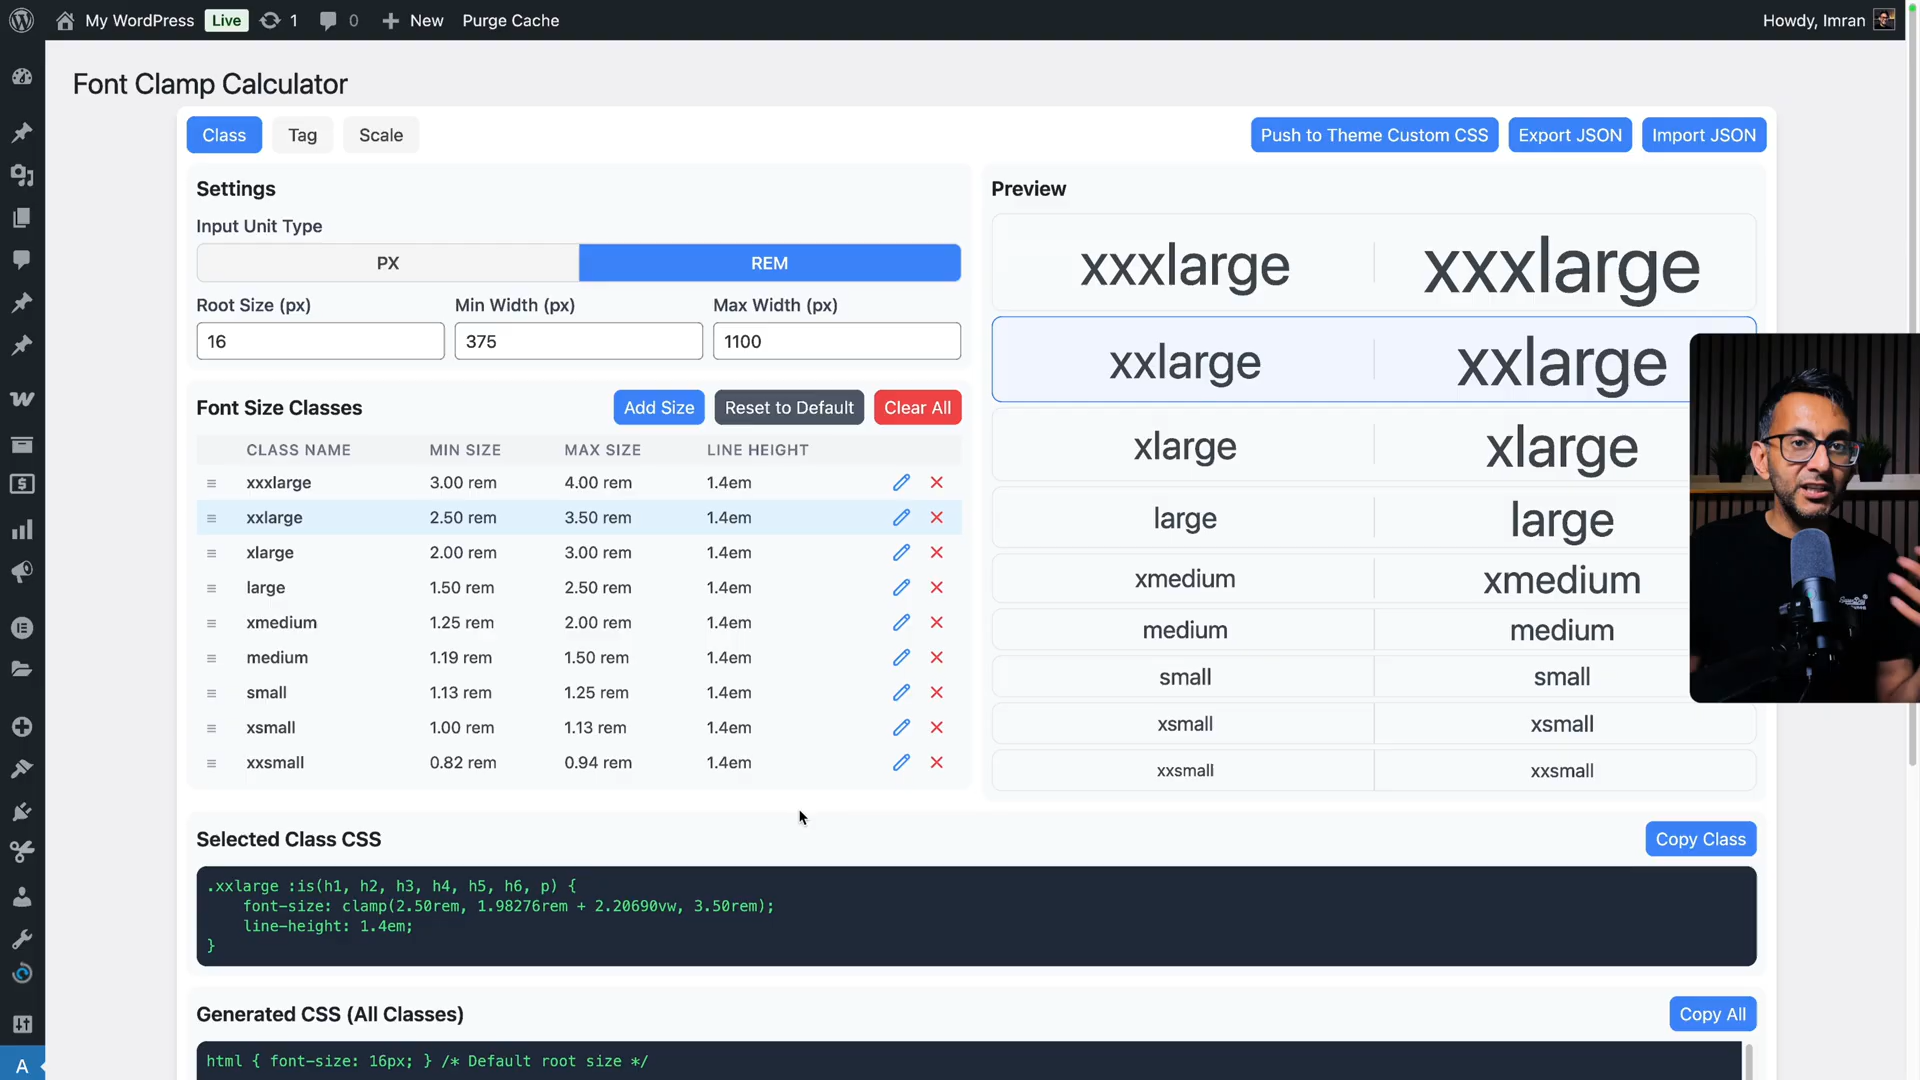 My WordPress Live 1 0 New Purge Cache Howdy, Imran
Font Clamp Calculator
Class Tag Scale Push to Theme Custom CSS Export JSON Import JSON
Settings
Input Unit Type
PX REM
Root Size (px) Min Width (px) Max Width (px)
16 375 1100
Font Size Classes Add Size Reset to Default Clear All
CLASS NAME MIN SIZE MAX SIZE LINE HEIGHT
xxxlarge 3.00 rem 4.00 rem 1.4em
xxlarge 2.50 rem 3.50 rem 1.4em
xlarge 2.00 rem 3.00 rem 1.4em
large 1.50 rem 2.50 rem 1.4em
xmedium 1.25 rem 2.00 rem 1.4em
medium 1.19 rem 1.50 rem 1.4em
small 1.13 rem 1.25 rem 1.4em
xsmall 1.00 rem 1.13 rem 1.4em
xxsmall 0.82 rem 0.94 rem 1.4em
Preview
xxxlarge xxxlarge
xxlarge xxlarge
xlarge xlarge
large large
xmedium xmedium
medium medium
small small
xsmall xsmall
xxsmall xxsmall
Selected Class CSS Copy Class
.xxlarge :is(h1, h2, h3, h4, h5, h6, p) {
font-size: clamp(2.50rem, 1.98276rem + 2.20690vw, 3.50rem);
line-height: 1.4em;
}
Generated CSS (All Classes) Copy All
html { font-size: 16px; } /* Default root size */
A